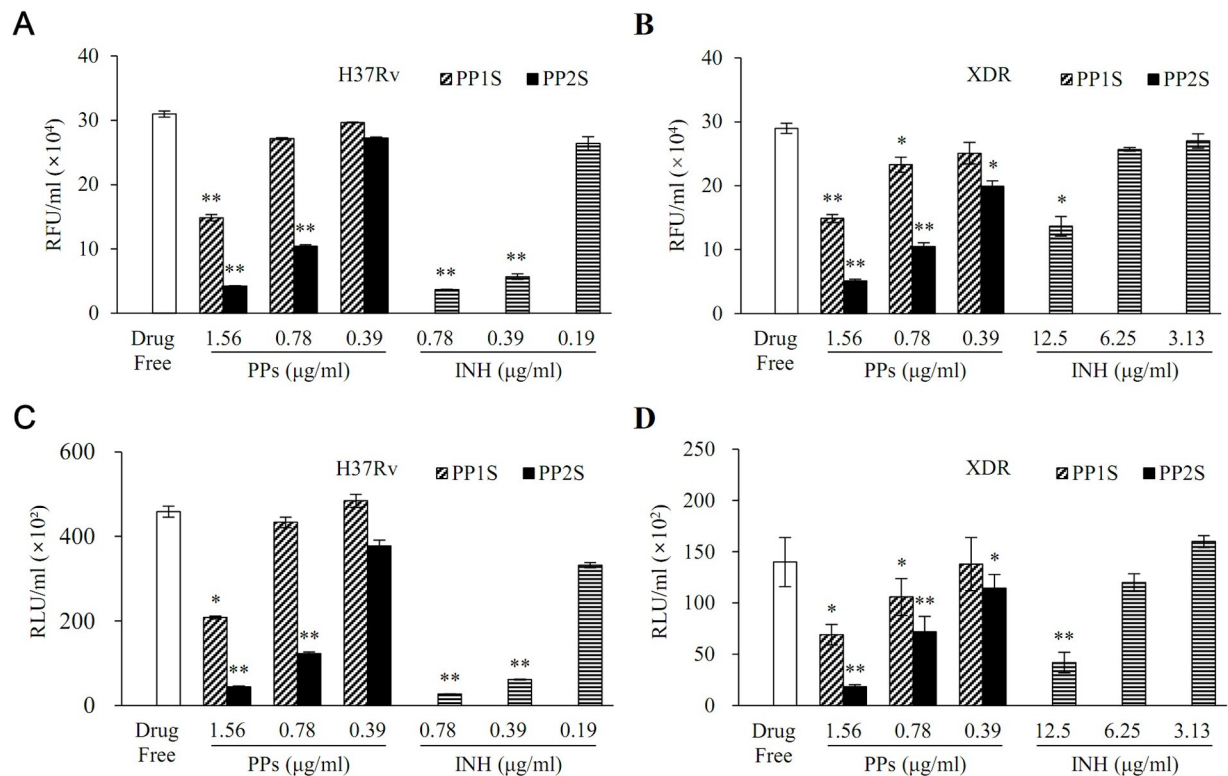 A
H37Rv PP1S PP2S
RFU/ml (×10⁴)
40
30
20
10
0
** ** ** ** **
Drug Free 1.56 0.78 0.39 0.78 0.39 0.19
PPs (μg/ml) INH (μg/ml)
B
XDR PP1S PP2S
RFU/ml (×10⁴)
40
30
20
10
0
** ** * ** * *
Drug Free 1.56 0.78 0.39 12.5 6.25 3.13
PPs (μg/ml) INH (μg/ml)
C
H37Rv PP1S PP2S
RLU/ml (×10²)
600
400
200
0
* ** ** ** **
Drug Free 1.56 0.78 0.39 0.78 0.39 0.19
PPs (μg/ml) INH (μg/ml)
D
XDR PP1S PP2S
RLU/ml (×10²)
250
200
150
100
50
0
* ** * ** * **
Drug Free 1.56 0.78 0.39 12.5 6.25 3.13
PPs (μg/ml) INH (μg/ml)